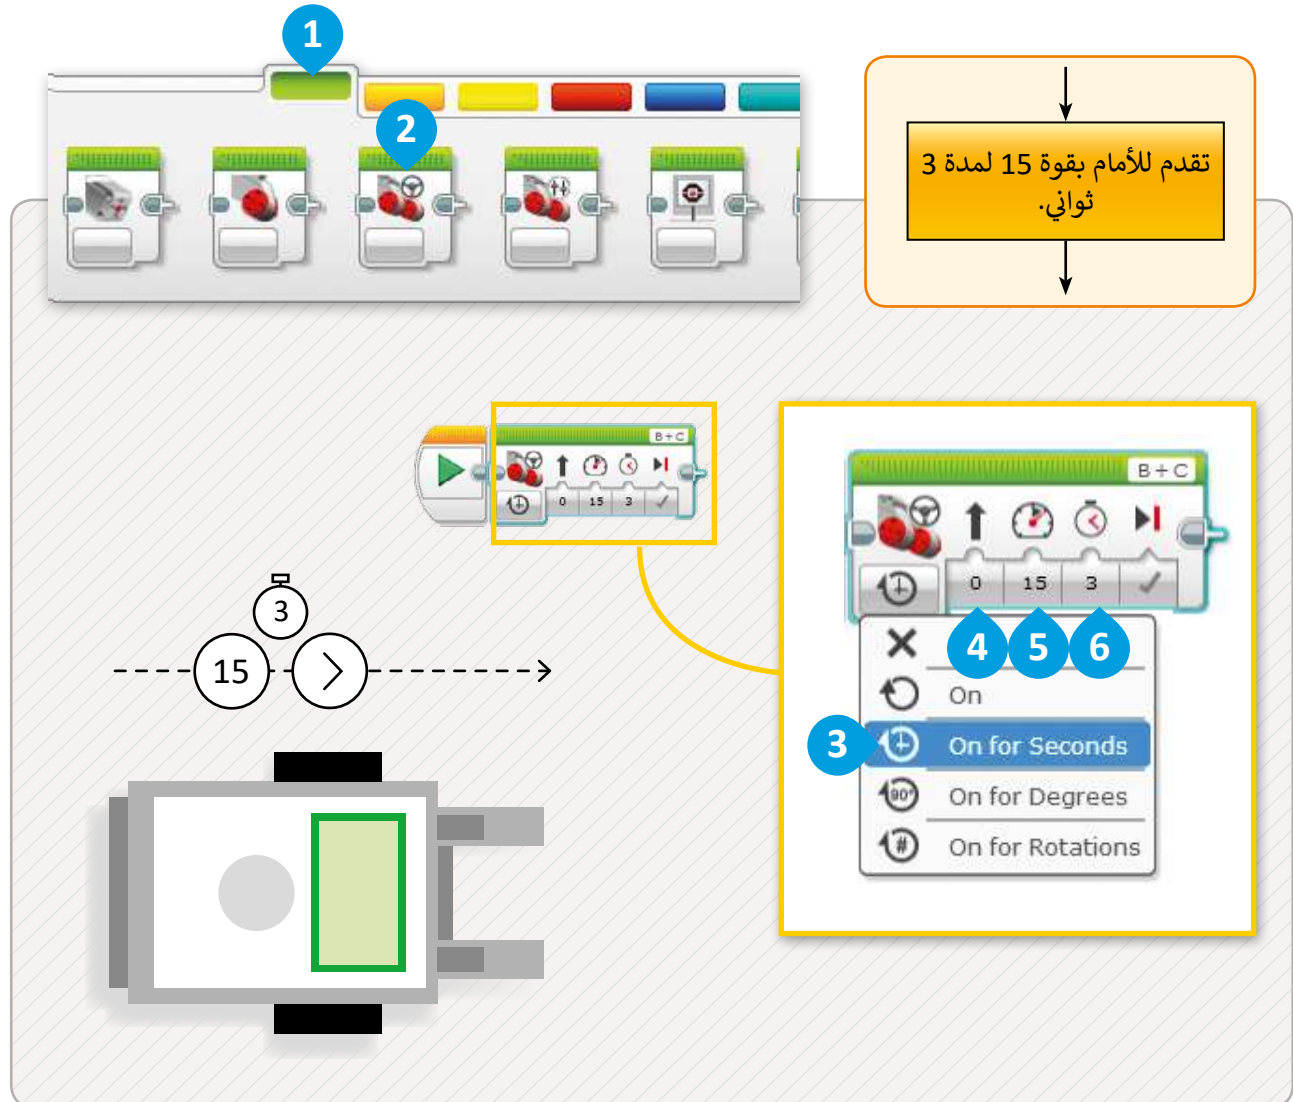 1
2
تقدم للأمام بقوة 15 لمدة 3
ثواني.
B+C
0 15 3
B+C
0 15 3
4 5 6
On
3 On for Seconds
90° On for Degrees
# On for Rotations
3
15